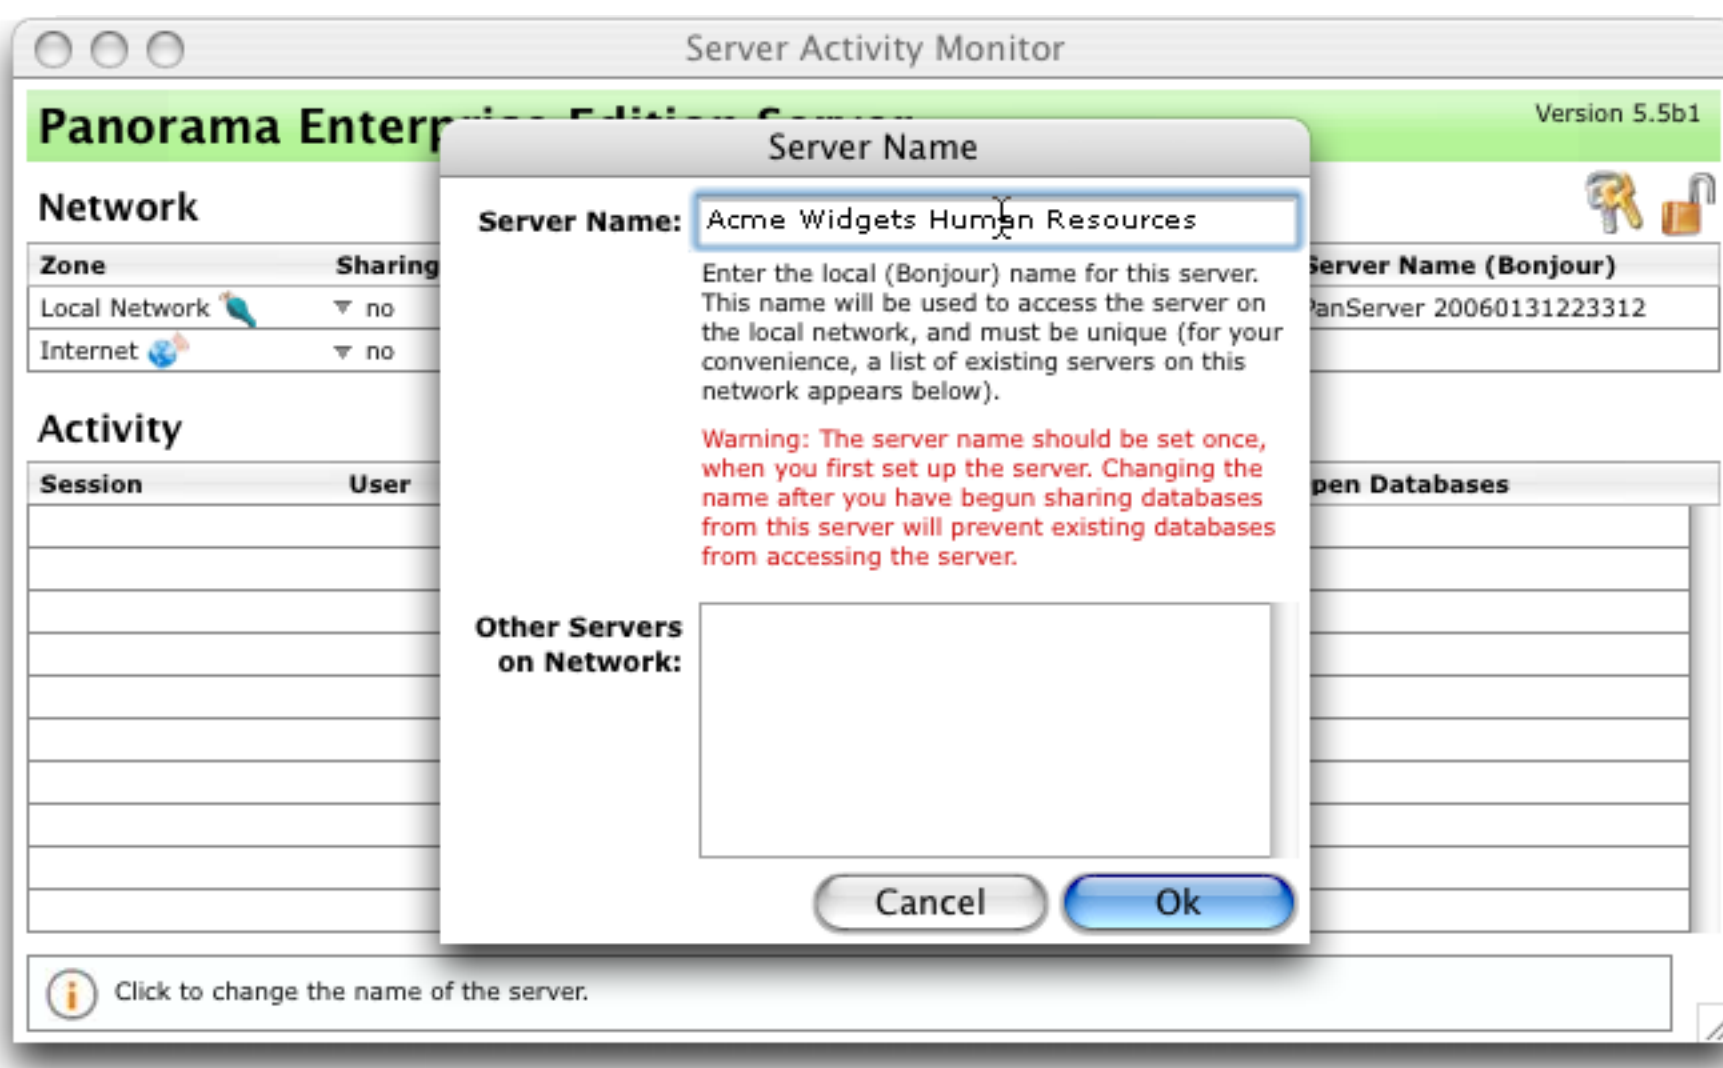 Server Activity Monitor
Panorama Enterprise Edition Server
Version 5.5b1
Network
Zone Sharing Server Name (Bonjour)
Local Network no PanServer 20060131223312
Internet no
Activity
Session User pen Databases
Server Name
Server Name: Acme Widgets Human Resources
Enter the local (Bonjour) name for this server.
This name will be used to access the server on
the local network, and must be unique (for your
convenience, a list of existing servers on this
network appears below).
Warning: The server name should be set once,
when you first set up the server. Changing the
name after you have begun sharing databases
from this server will prevent existing databases
from accessing the server.
Other Servers
on Network:
Cancel Ok
Click to change the name of the server.